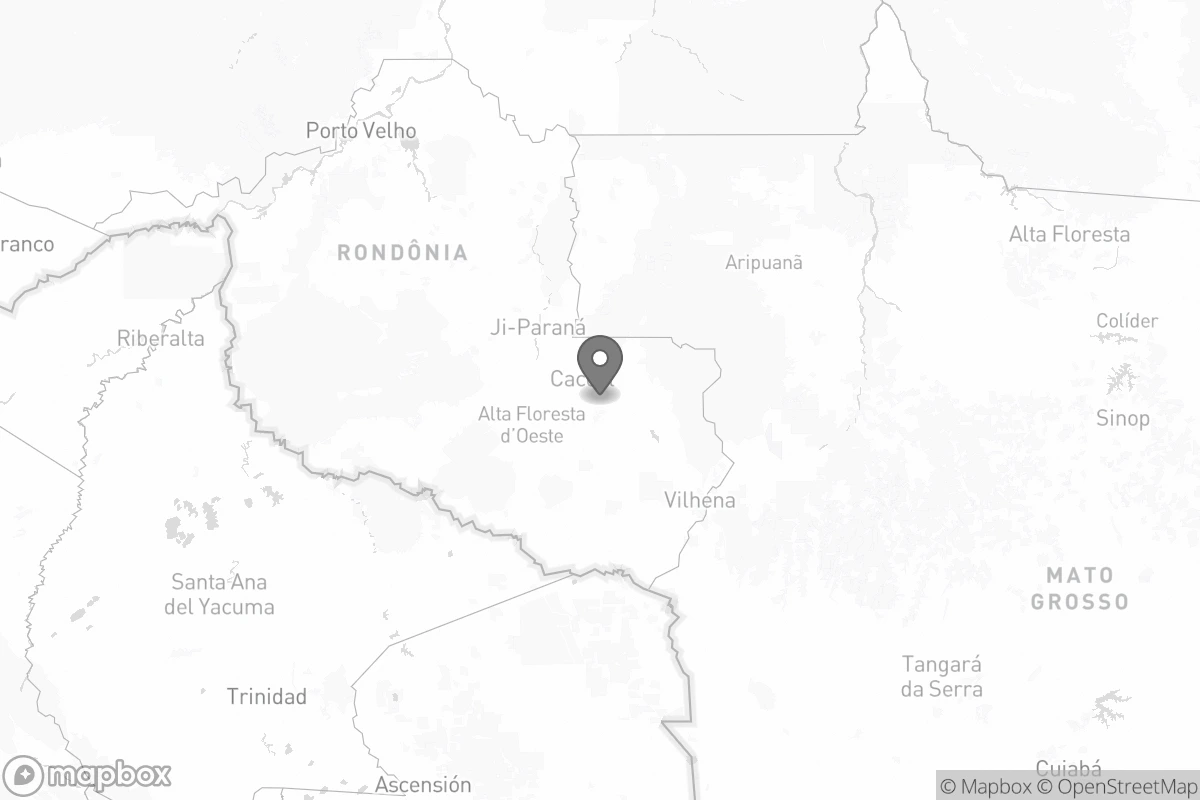 Porto Velho
ranco
RONDÔNIA
Alta Floresta
Aripuanã
Riberalta
Ji-Paraná
Colíder
Alta Floresta
d'Oeste
Sinop
Vilhena
Santa Ana
del Yacuma
MATO
GROSSO
Tangará
da Serra
Trinidad
Cuiabá
Ascensión
mapbox
© Mapbox © OpenStreetMap